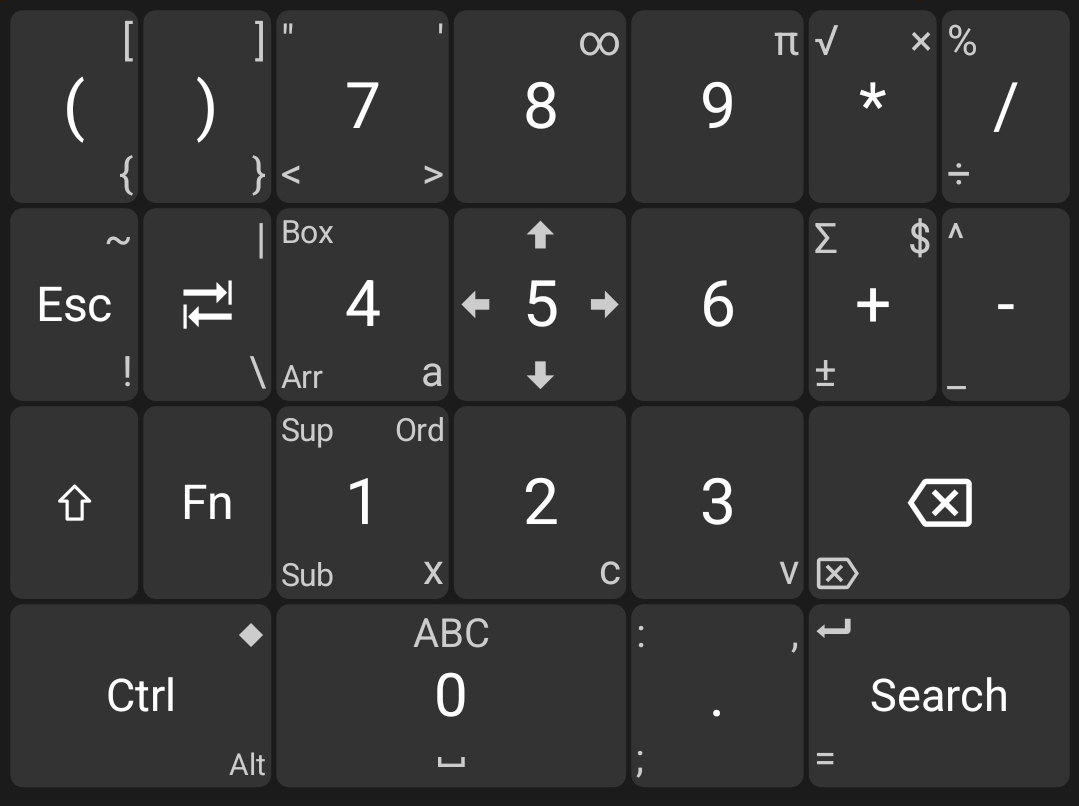 [ ] " ' ∞ π √ × %
( ) 7 8 9 * /
{ } < > ÷
~ | Box ⬆ Σ $ ^
Esc 4 ⬅ 5 ➡ 6 + -
! \ Arr a ⬇ ± _
Sup Ord
⇧ Fn 1 2 3 ⌫
Sub x c v ⌦
◆ ABC : , ↵
Ctrl 0 . Search
Alt ␣ ; =